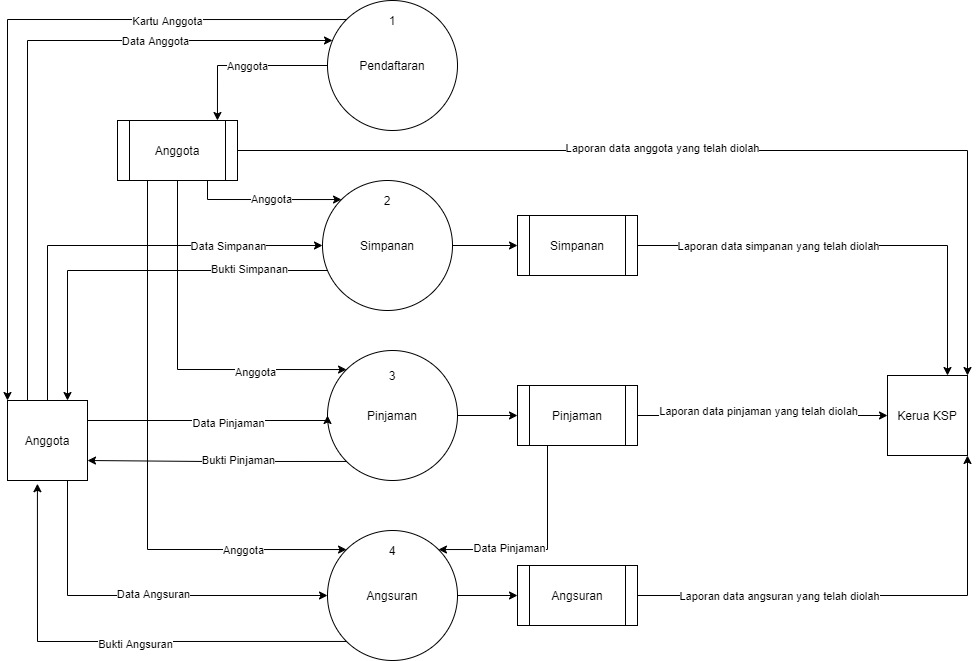 Kartu Anggota
1
Data Anggota
Anggota
Pendaftaran
Anggota
Laporan data anggota yang telah diolah
Anggota
2
Data Simpanan
Simpanan
Simpanan
Laporan data simpanan yang telah diolah
Bukti Simpanan
Anggota
3
Data Pinjaman
Pinjaman
Pinjaman
Laporan data pinjaman yang telah diolah
Kerua KSP
Anggota
Bukti Pinjaman
Anggota
4
Data Pinjaman
Data Angsuran
Angsuran
Angsuran
Laporan data angsuran yang telah diolah
Bukti Angsuran